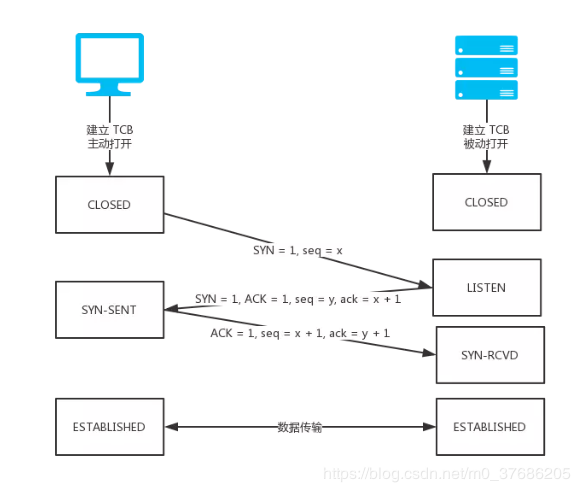 建立 TCB
主动打开
建立 TCB
被动打开
CLOSED
CLOSED
SYN = 1, seq = x
LISTEN
SYN = 1, ACK = 1, seq = y, ack = x + 1
SYN-SENT
ACK = 1, seq = x + 1, ack = y + 1
SYN-RCVD
ESTABLISHED
数据传输
ESTABLISHED
https://blog.csdn.net/m0_37686205